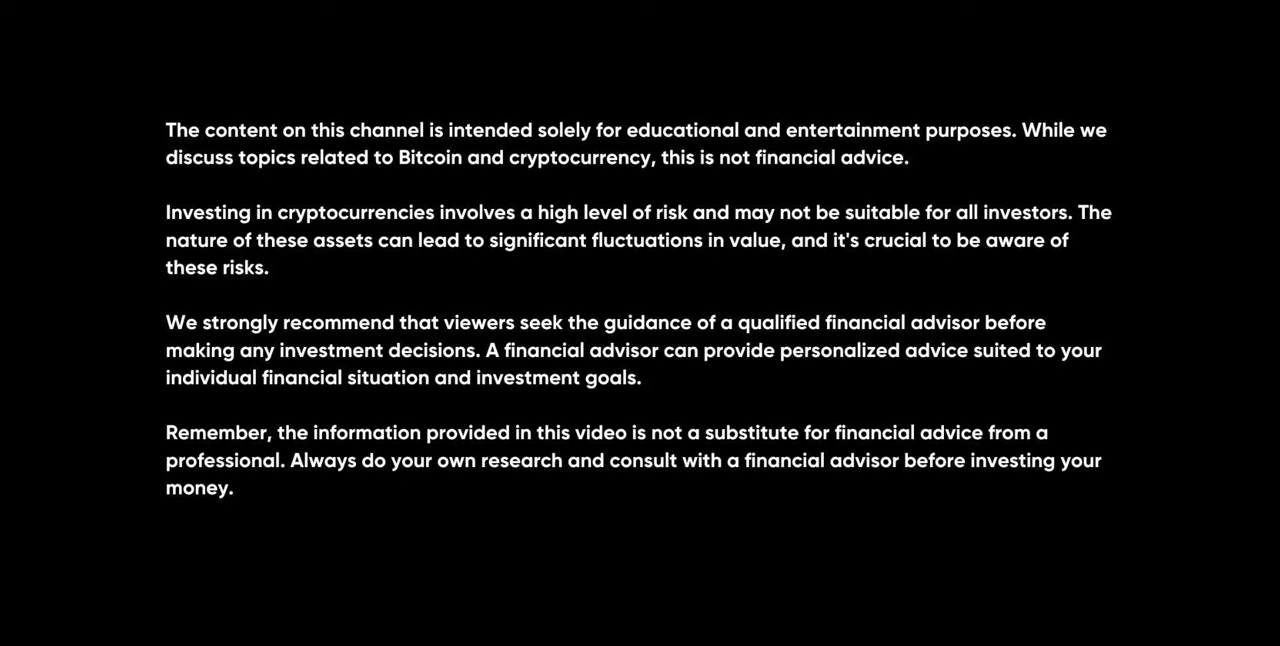 The content on this channel is intended solely for educational and entertainment purposes. While we
discuss topics related to Bitcoin and cryptocurrency, this is not financial advice.
Investing in cryptocurrencies involves a high level of risk and may not be suitable for all investors. The
nature of these assets can lead to significant fluctuations in value, and it's crucial to be aware of
these risks.
We strongly recommend that viewers seek the guidance of a qualified financial advisor before
making any investment decisions. A financial advisor can provide personalized advice suited to your
individual financial situation and investment goals.
Remember, the information provided in this video is not a substitute for financial advice from a
professional. Always do your own research and consult with a financial advisor before investing your
money.